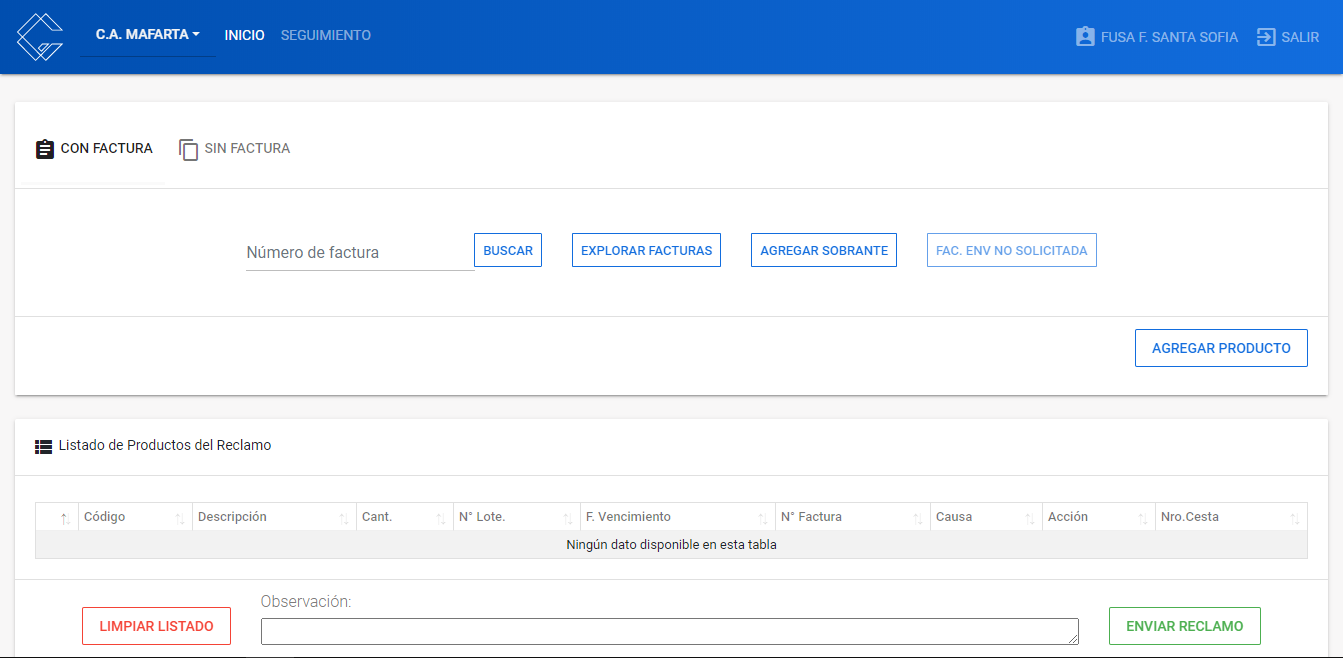 C.A. MAFARTA INICIO SEGUIMIENTO FUSA F. SANTA SOFIA SALIR
CON FACTURA SIN FACTURA
Número de factura BUSCAR EXPLORAR FACTURAS AGREGAR SOBRANTE FAC. ENV NO SOLICITADA
AGREGAR PRODUCTO
Listado de Productos del Reclamo
Código Descripción Cant. N° Lote. F. Vencimiento N° Factura Causa Acción Nro.Cesta
Ningún dato disponible en esta tabla
Observación:
LIMPIAR LISTADO ENVIAR RECLAMO